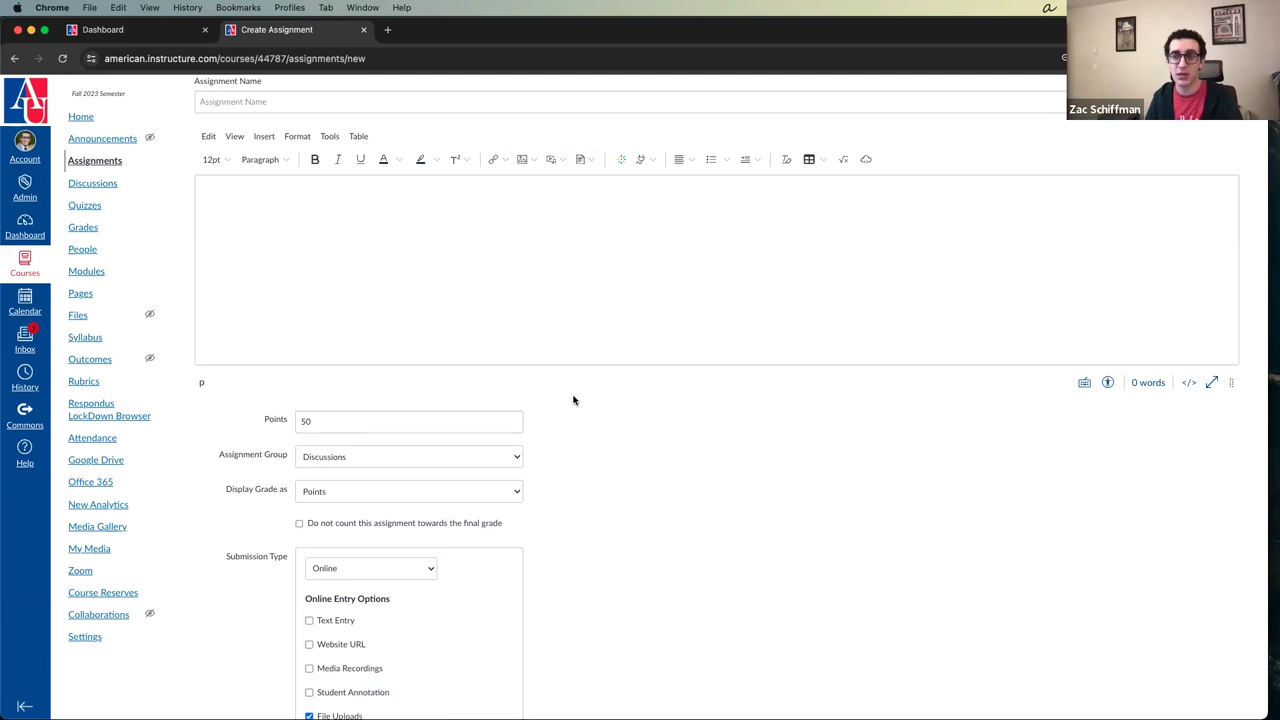 Chrome File Edit View History Bookmarks Profiles Tab Window Help
Dashboard
Create Assignment
american.instructure.com/courses/44787/assignments/new
Zac Schiffman
Account
Admin
Dashboard
Courses
Calendar
Inbox
7
History
Commons
Help
Fall 2023 Semester
Home
Announcements
Assignments
Discussions
Quizzes
Grades
People
Modules
Pages
Files
Syllabus
Outcomes
Rubrics
Respondus
LockDown Browser
Attendance
Google Drive
Office 365
New Analytics
Media Gallery
My Media
Zoom
Course Reserves
Collaborations
Settings
Assignment Name
Assignment Name
Edit View Insert Format Tools Table
12pt Paragraph B I U A T²
p
0 words </>
Points 50
Assignment Group Discussions
Display Grade as Points
Do not count this assignment towards the final grade
Submission Type
Online
Online Entry Options
Text Entry
Website URL
Media Recordings
Student Annotation
File Uploads